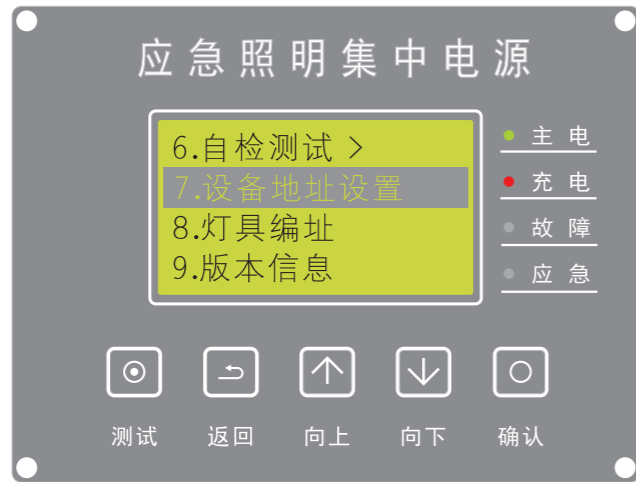 应急照明集中电源
6.自检测试 >
7.设备地址设置
8.灯具编址
9.版本信息
主电
充电
故障
应急
测试 返回 向上 向下 确认